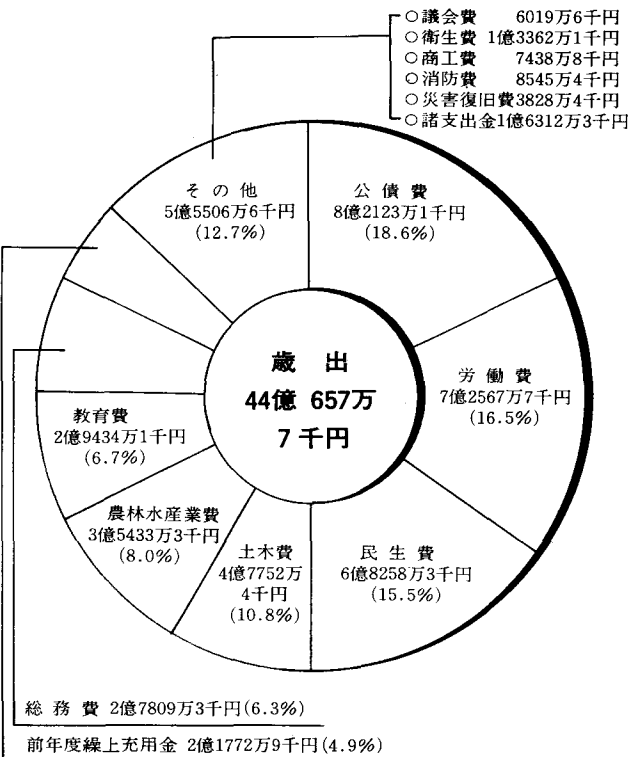 ○議会費 6019万6千円
○衛生費 1億3362万1千円
○商工費 7438万8千円
○消防費 8545万4千円
○災害復旧費3828万4千円
○諸支出金1億6312万3千円
その他
5億5506万6千円
(12.7%)
公債費
8億2123万1千円
(18.6%)
歳出
44億 657万
7千円
労働費
7億2567万7千円
(16.5%)
教育費
2億9434万1千円
(6.7%)
農林水産業費
3億5433万3千円
(8.0%)
土木費
4億7752万
4千円
(10.8%)
民生費
6億8258万3千円
(15.5%)
総務費 2億7809万3千円(6.3%)
前年度繰上充用金 2億1772万9千円(4.9%)